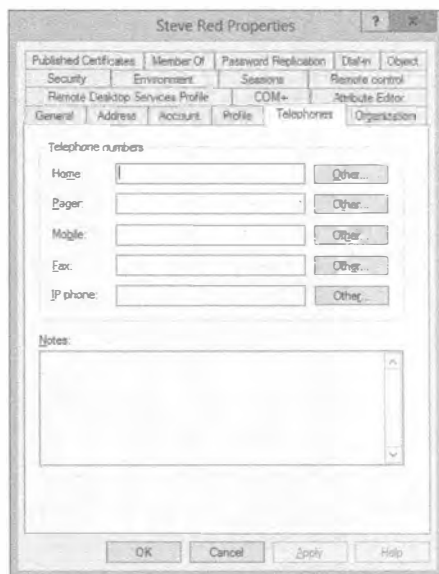 Steve Red Properties
?
Published Certificates Member Of Password Replication Dial-in Object
Security Environment Sessions Remote control
Remote Desktop Services Profile COM+ Attribute Editor
General Address Account Profile Telephones Organization
Telephone numbers
Home
Other...
Pager:
Other...
Mobile:
Other...
Fax:
Other...
IP phone:
Other...
Notes:
OK Cancel Apply Help